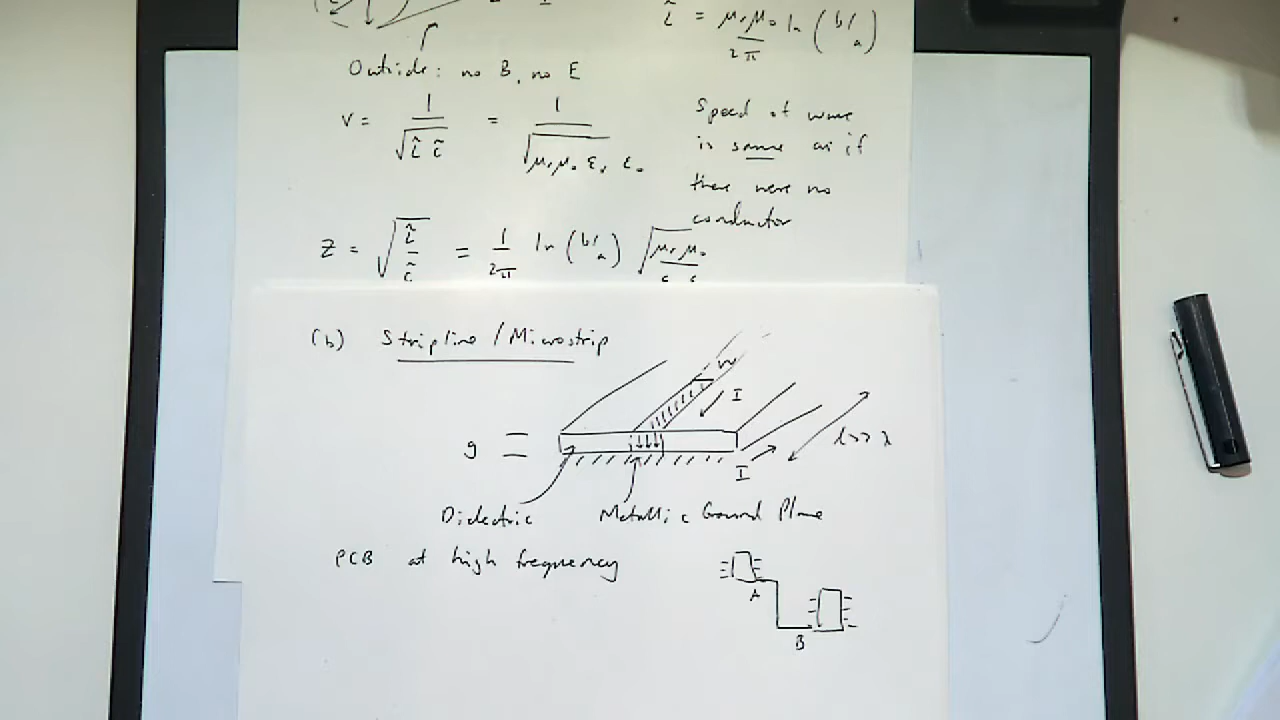 L̃ = μᵣμ₀/2π ln (b/a)
Outside: no B, no E
V = 1/√(L̃ C̃) = 1/√(μᵣμ₀ εᵣ ε₀)
Speed of wave
is same as if
there were no
conductor
Z = √(L̃/C̃) = 1/2π ln (b/a) √(μᵣμ₀/
(b) Stripline / Microstrip
w
I
g
l >> λ
I
Dielectric
Metallic Ground Plane
PCB at high frequency
A
B